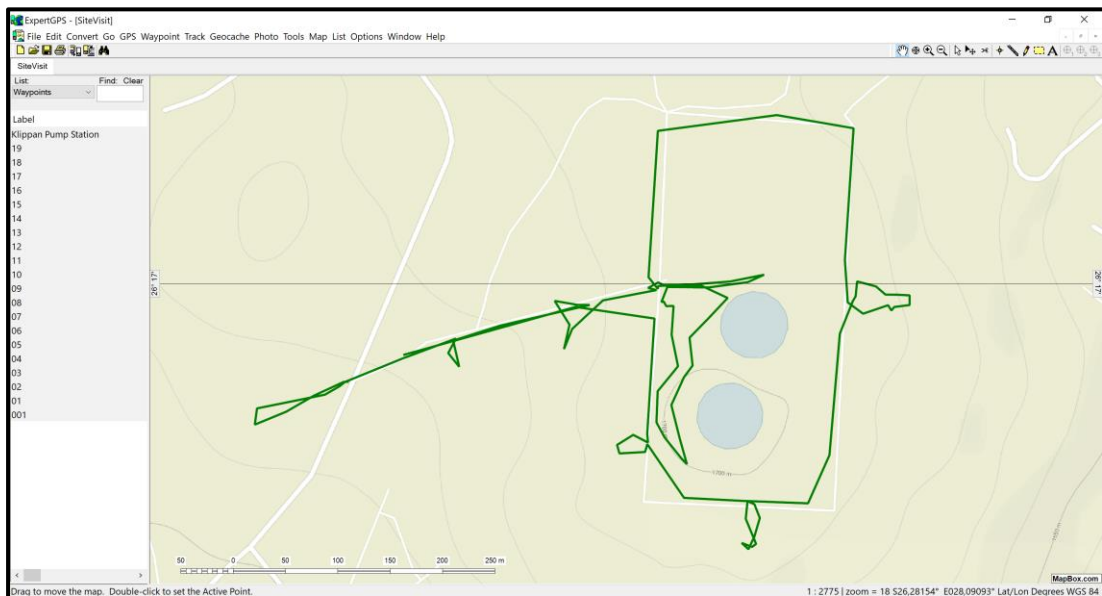 ExpertGPS - [SiteVisit]
File Edit Convert Go GPS Waypoint Track Geocache Photo Tools Map List Options Window Help
SiteVisit
List: Find: Clear
Waypoints
Label
Klippan Pump Station
19
18
17
16
15
14
13
12
11
10
09
08
07
06
05
04
03
02
01
001
26° 17'
26° 17'
50 0 50 100 150 200 250 m
MapBox.com
Drag to move the map. Double-click to set the Active Point.
1 : 2775 | zoom = 18 S26,28154° E028,09093° Lat/Lon Degrees WGS 84